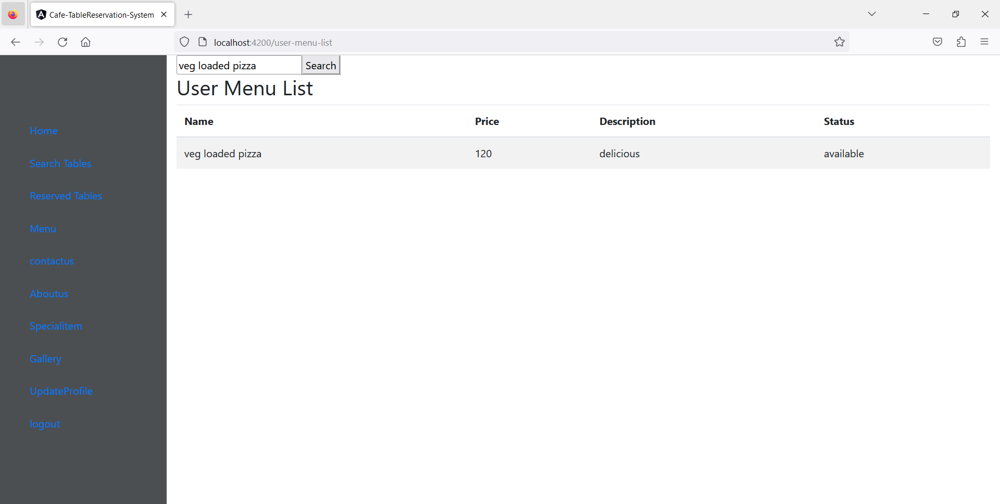 Cafe-TableReservation-System
localhost:4200/user-menu-list
veg loaded pizza Search
User Menu List
Name Price Description Status
veg loaded pizza 120 delicious available
Home
Search Tables
Reserved Tables
Menu
contactus
Aboutus
Specialitem
Gallery
UpdateProfile
logout